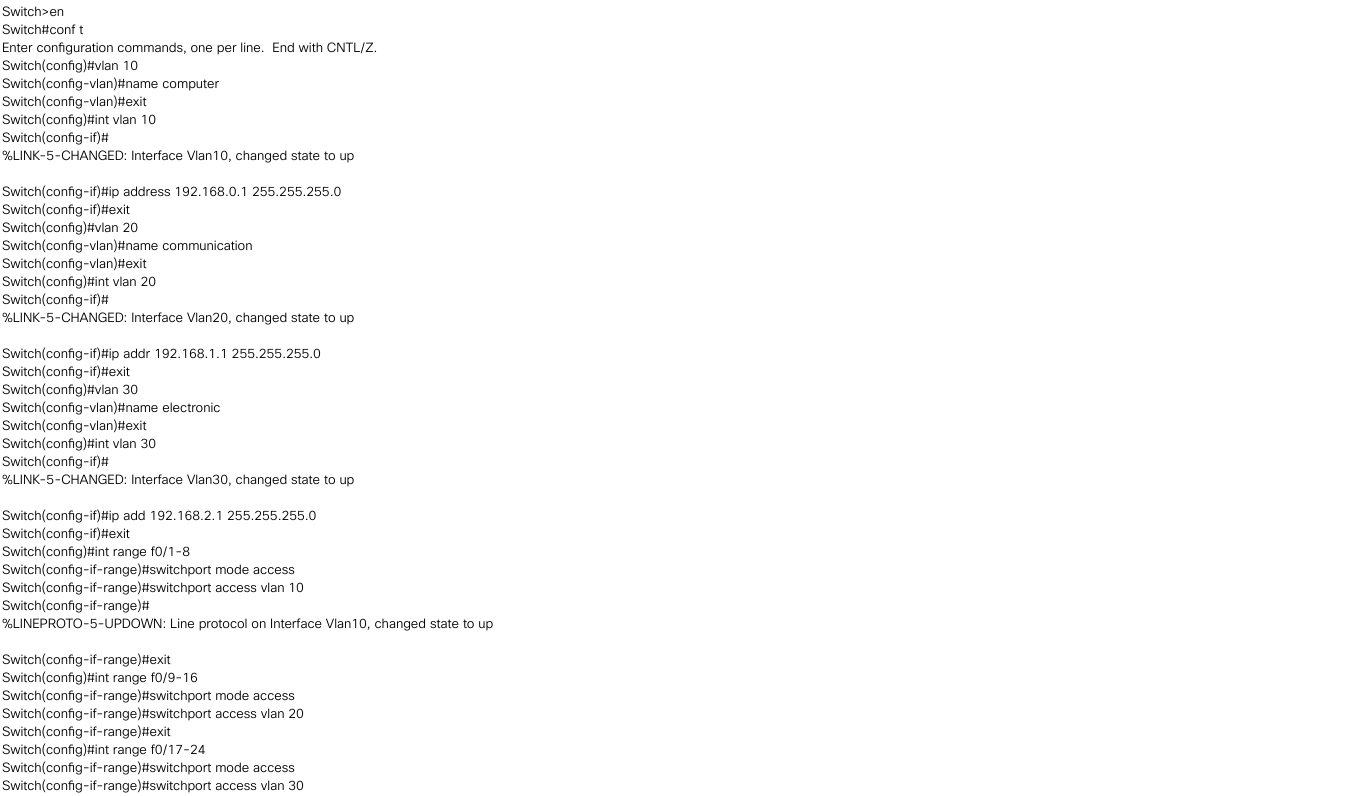 Switch>en
Switch#conf t
Enter configuration commands, one per line.  End with CNTL/Z.
Switch(config)#vlan 10
Switch(config-vlan)#name computer
Switch(config-vlan)#exit
Switch(config)#int vlan 10
Switch(config-if)#
%LINK-5-CHANGED: Interface Vlan10, changed state to up
Switch(config-if)#ip address 192.168.0.1 255.255.255.0
Switch(config-if)#exit
Switch(config)#vlan 20
Switch(config-vlan)#name communication
Switch(config-vlan)#exit
Switch(config)#int vlan 20
Switch(config-if)#
%LINK-5-CHANGED: Interface Vlan20, changed state to up
Switch(config-if)#ip addr 192.168.1.1 255.255.255.0
Switch(config-if)#exit
Switch(config)#vlan 30
Switch(config-vlan)#name electronic
Switch(config-vlan)#exit
Switch(config)#int vlan 30
Switch(config-if)#
%LINK-5-CHANGED: Interface Vlan30, changed state to up
Switch(config-if)#ip add 192.168.2.1 255.255.255.0
Switch(config-if)#exit
Switch(config)#int range f0/1-8
Switch(config-if-range)#switchport mode access
Switch(config-if-range)#switchport access vlan 10
Switch(config-if-range)#
%LINEPROTO-5-UPDOWN: Line protocol on Interface Vlan10, changed state to up
Switch(config-if-range)#exit
Switch(config)#int range f0/9-16
Switch(config-if-range)#switchport mode access
Switch(config-if-range)#switchport access vlan 20
Switch(config-if-range)#exit
Switch(config)#int range f0/17-24
Switch(config-if-range)#switchport mode access
Switch(config-if-range)#switchport access vlan 30